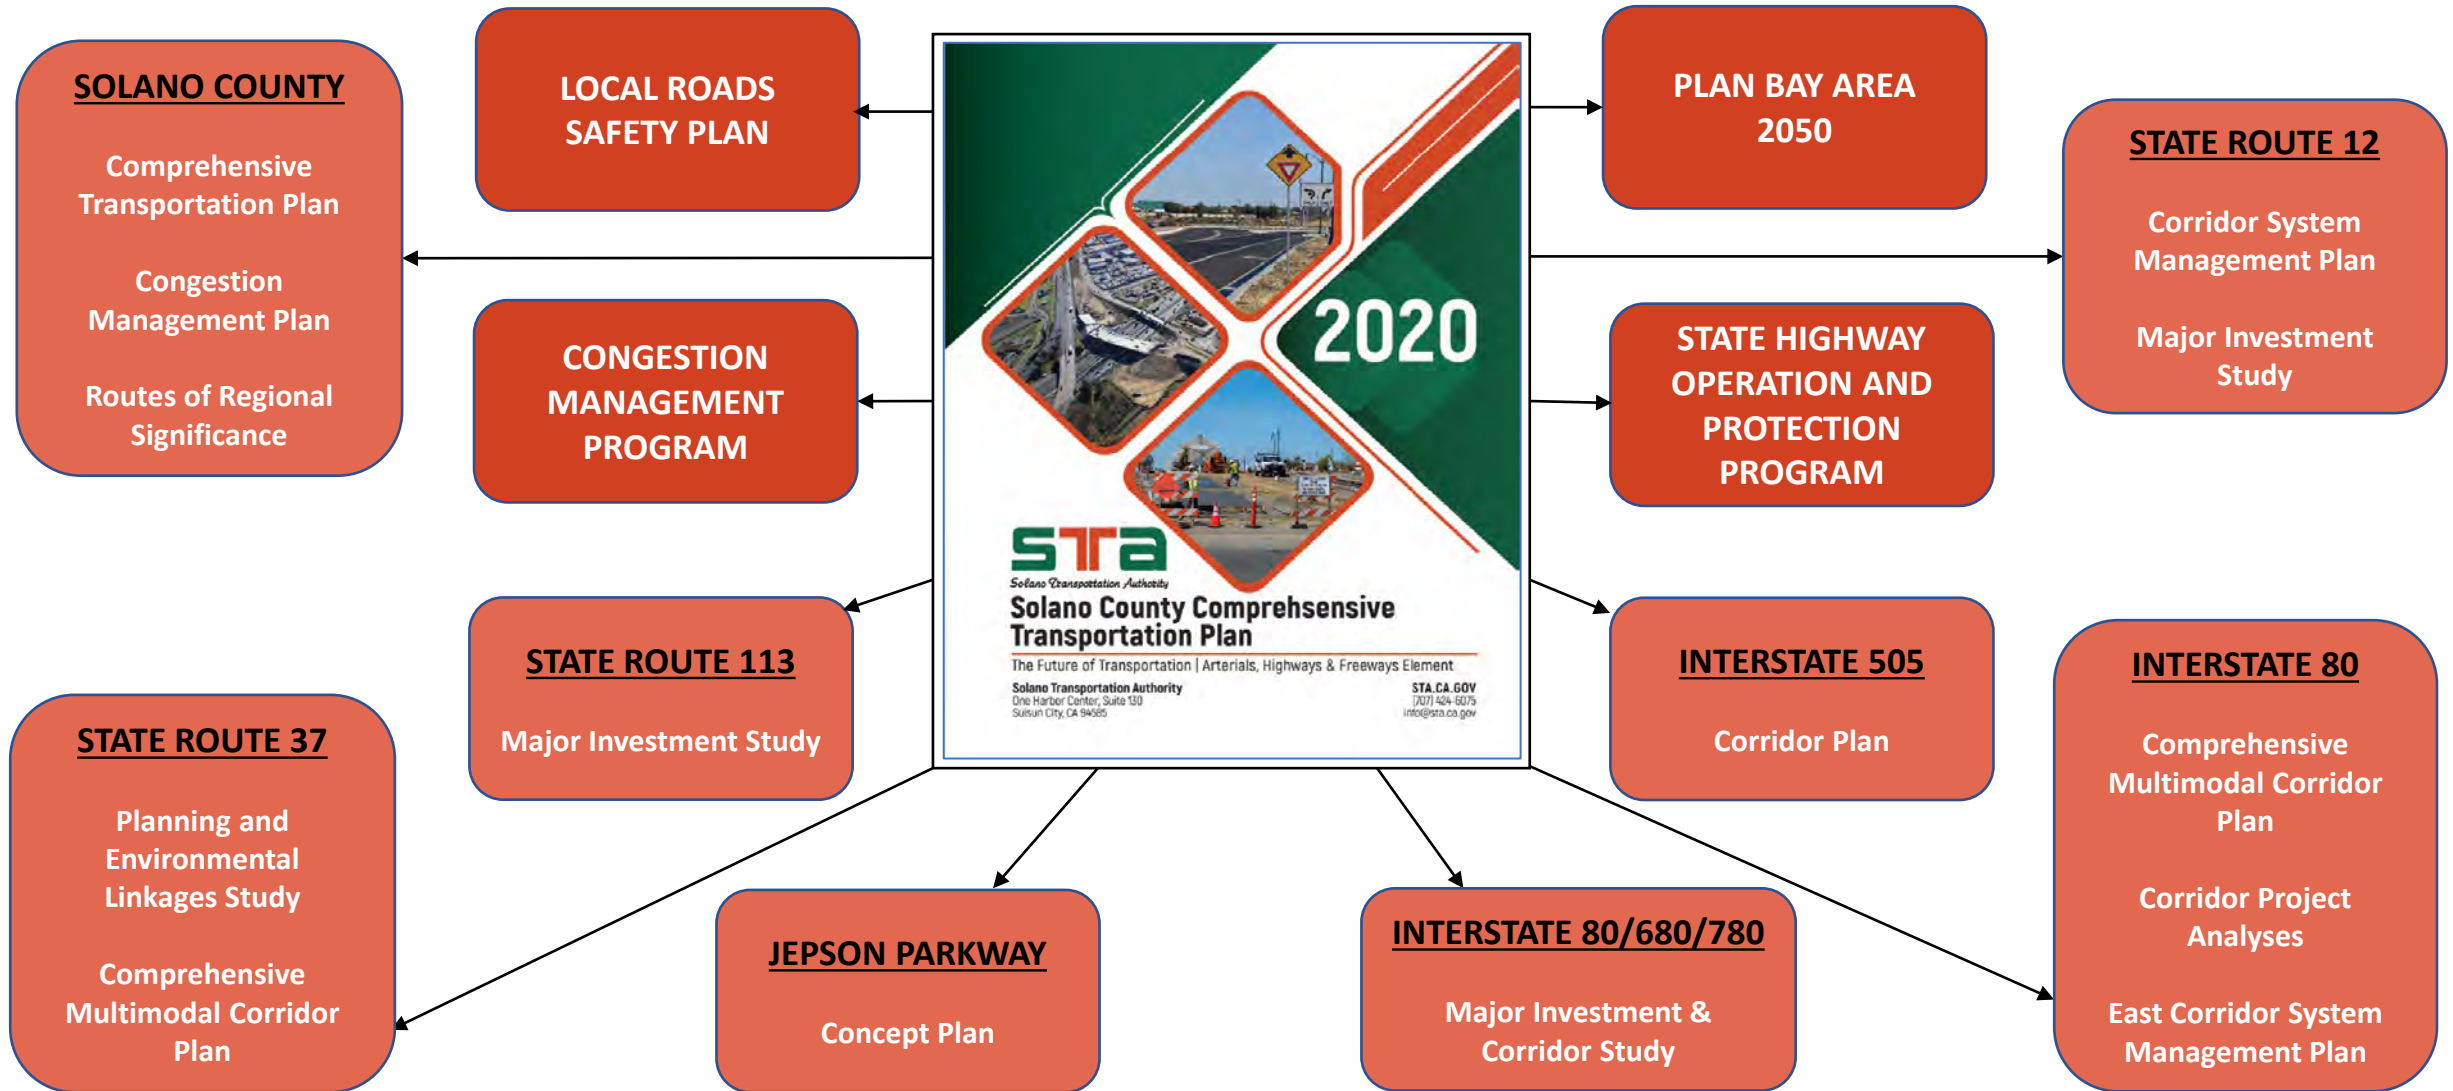 SOLANO COUNTY
Comprehensive
Transportation Plan
Congestion
Management Plan
Routes of Regional
Significance
LOCAL ROADS
SAFETY PLAN
CONGESTION
MANAGEMENT
PROGRAM
2020
STA
Solano Transportation Authority
Solano County Comprehsensive
Transportation Plan
The Future of Transportation | Arterials, Highways & Freeways Element
Solano Transportation Authority
One Harbor Center, Suite 130
Suisun City, CA 94585
STA.CA.GOV
(707) 424-6075
info@sta.ca.gov
PLAN BAY AREA
2050
STATE ROUTE 12
Corridor System
Management Plan
Major Investment
Study
STATE HIGHWAY
OPERATION AND
PROTECTION
PROGRAM
STATE ROUTE 113
Major Investment Study
STATE ROUTE 37
Planning and
Environmental
Linkages Study
Comprehensive
Multimodal Corridor
Plan
JEPSON PARKWAY
Concept Plan
INTERSTATE 80/680/780
Major Investment &
Corridor Study
INTERSTATE 505
Corridor Plan
INTERSTATE 80
Comprehensive
Multimodal Corridor
Plan
Corridor Project
Analyses
East Corridor System
Management Plan